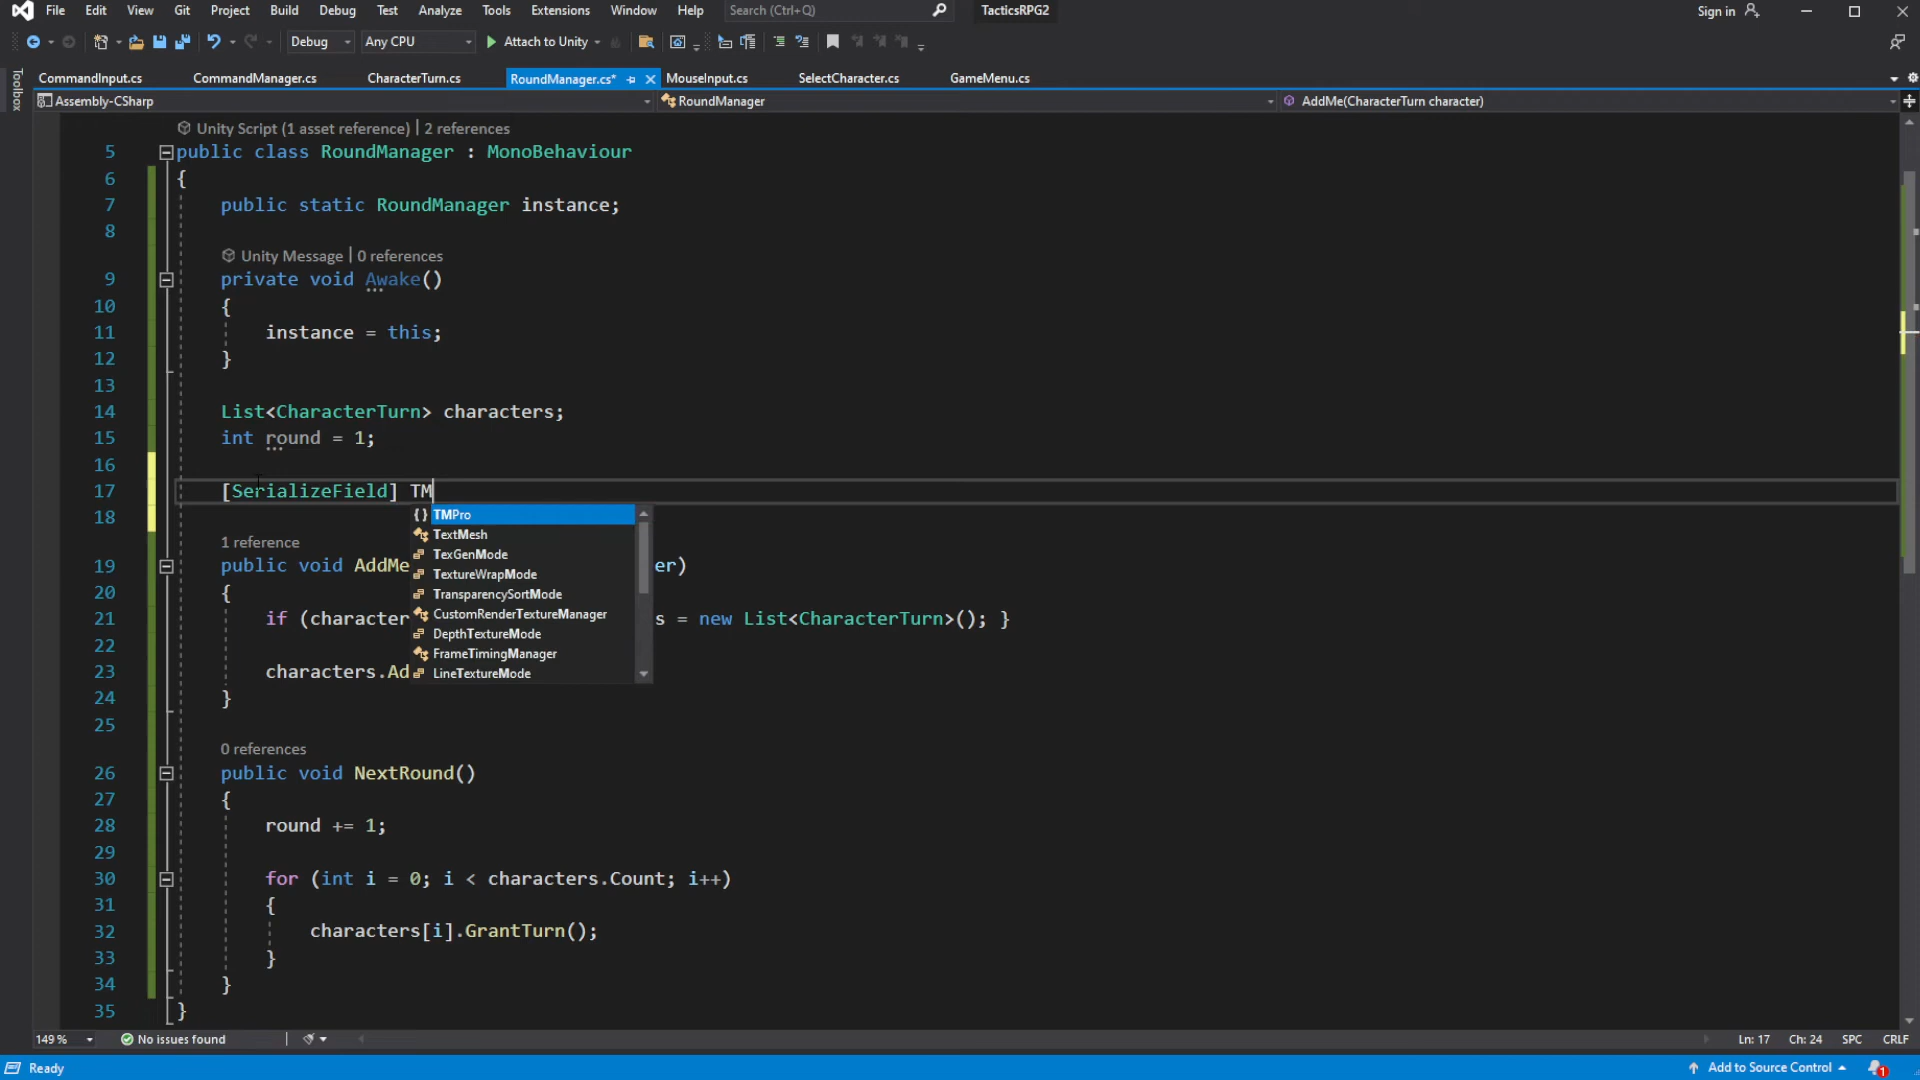 File Edit View Git Project Build Debug Test Analyze Tools Extensions Window Help Search (Ctrl+Q) TacticsRPG2 Sign in
Debug Any CPU Attach to Unity
Toolbox
CommandInput.cs CommandManager.cs CharacterTurn.cs RoundManager.cs* MouseInput.cs SelectCharacter.cs GameMenu.cs
Assembly-CSharp RoundManager AddMe(CharacterTurn character)
Unity Script (1 asset reference) | 2 references
5 public class RoundManager : MonoBehaviour
6 {
7 public static RoundManager instance;
8
Unity Message | 0 references
9 private void Awake()
10 {
11 instance = this;
12 }
13
14 List<CharacterTurn> characters;
15 int round = 1;
16
17 [SerializeField] TM
18
{} TMPro
TextMesh
TexGenMode
TextureWrapMode
TransparencySortMode
CustomRenderTextureManager
DepthTextureMode
FrameTimingManager
LineTextureMode
1 reference
19 public void AddMe er)
20 {
21 if (character s = new List<CharacterTurn>(); }
22
23 characters.Ad
24 }
25
0 references
26 public void NextRound()
27 {
28 round += 1;
29
30 for (int i = 0; i < characters.Count; i++)
31 {
32 characters[i].GrantTurn();
33 }
34 }
35 }
149 % No issues found Ln: 17 Ch: 24 SPC CRLF
Ready Add to Source Control 1